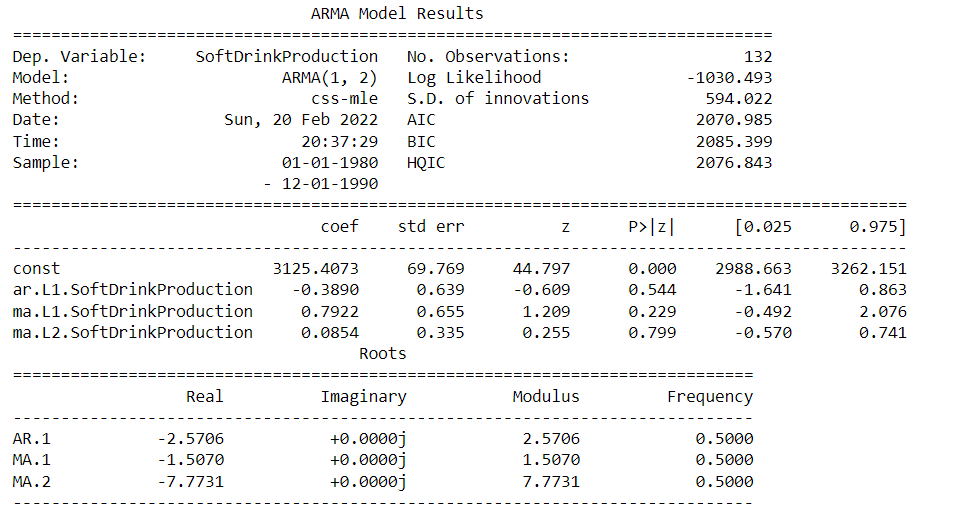 ARMA Model Results
==============================================================================
Dep. Variable:     SoftDrinkProduction   No. Observations:                  132
Model:                      ARMA(1, 2)   Log Likelihood               -1030.493
Method:                        css-mle   S.D. of innovations            594.022
Date:                 Sun, 20 Feb 2022   AIC                           2070.985
Time:                         20:37:29   BIC                           2085.399
Sample:                     01-01-1980   HQIC                          2076.843
- 12-01-1990
=============================================================================================
coef    std err          z      P>|z|      [0.025      0.975]
---------------------------------------------------------------------------------------------
const                      3125.4073     69.769     44.797      0.000    2988.663    3262.151
ar.L1.SoftDrinkProduction    -0.3890      0.639     -0.609      0.544      -1.641       0.863
ma.L1.SoftDrinkProduction     0.7922      0.655      1.209      0.229      -0.492       2.076
ma.L2.SoftDrinkProduction     0.0854      0.335      0.255      0.799      -0.570       0.741
Roots
=============================================================================
Real          Imaginary           Modulus         Frequency
-----------------------------------------------------------------------------
AR.1           -2.5706           +0.0000j            2.5706            0.5000
MA.1           -1.5070           +0.0000j            1.5070            0.5000
MA.2           -7.7731           +0.0000j            7.7731            0.5000
-----------------------------------------------------------------------------